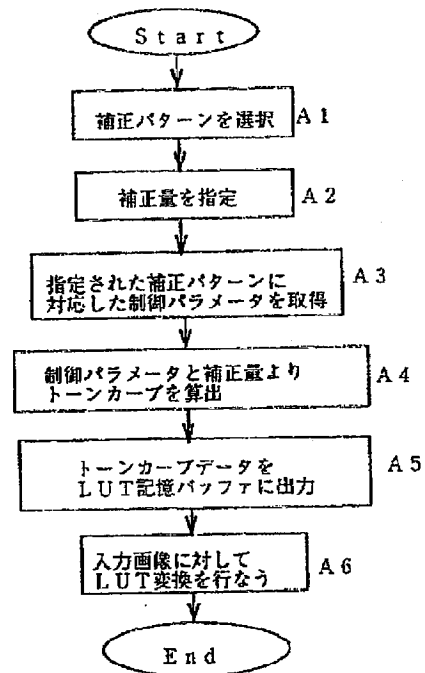 Start
補正パターンを選択 A1
補正量を指定 A2
指定された補正パターンに
対応した制御パラメータを取得 A3
制御パラメータと補正量より
トーンカーブを算出 A4
トーンカーブデータを
LUT記憶バッファに出力 A5
入力画像に対して
LUT変換を行なう A6
End